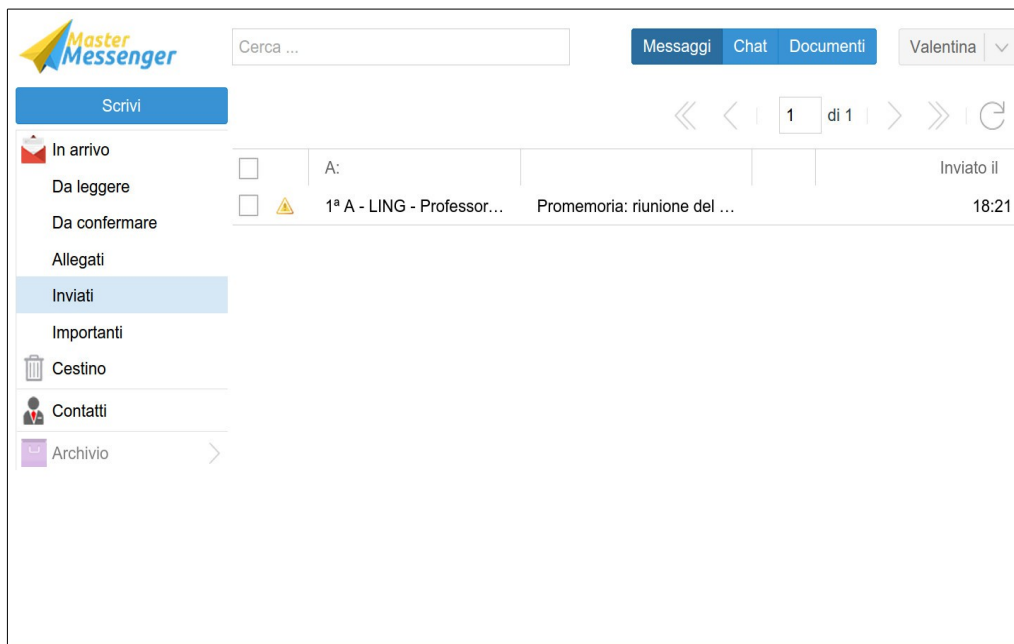 Master
Messenger
Cerca ...
Messaggi Chat Documenti
Valentina
Scrivi
1 di 1
In arrivo
Da leggere
Da confermare
Allegati
Inviati
Importanti
Cestino
Contatti
Archivio
A: Inviato il
1ª A - LING - Professor... Promemoria: riunione del ... 18:21